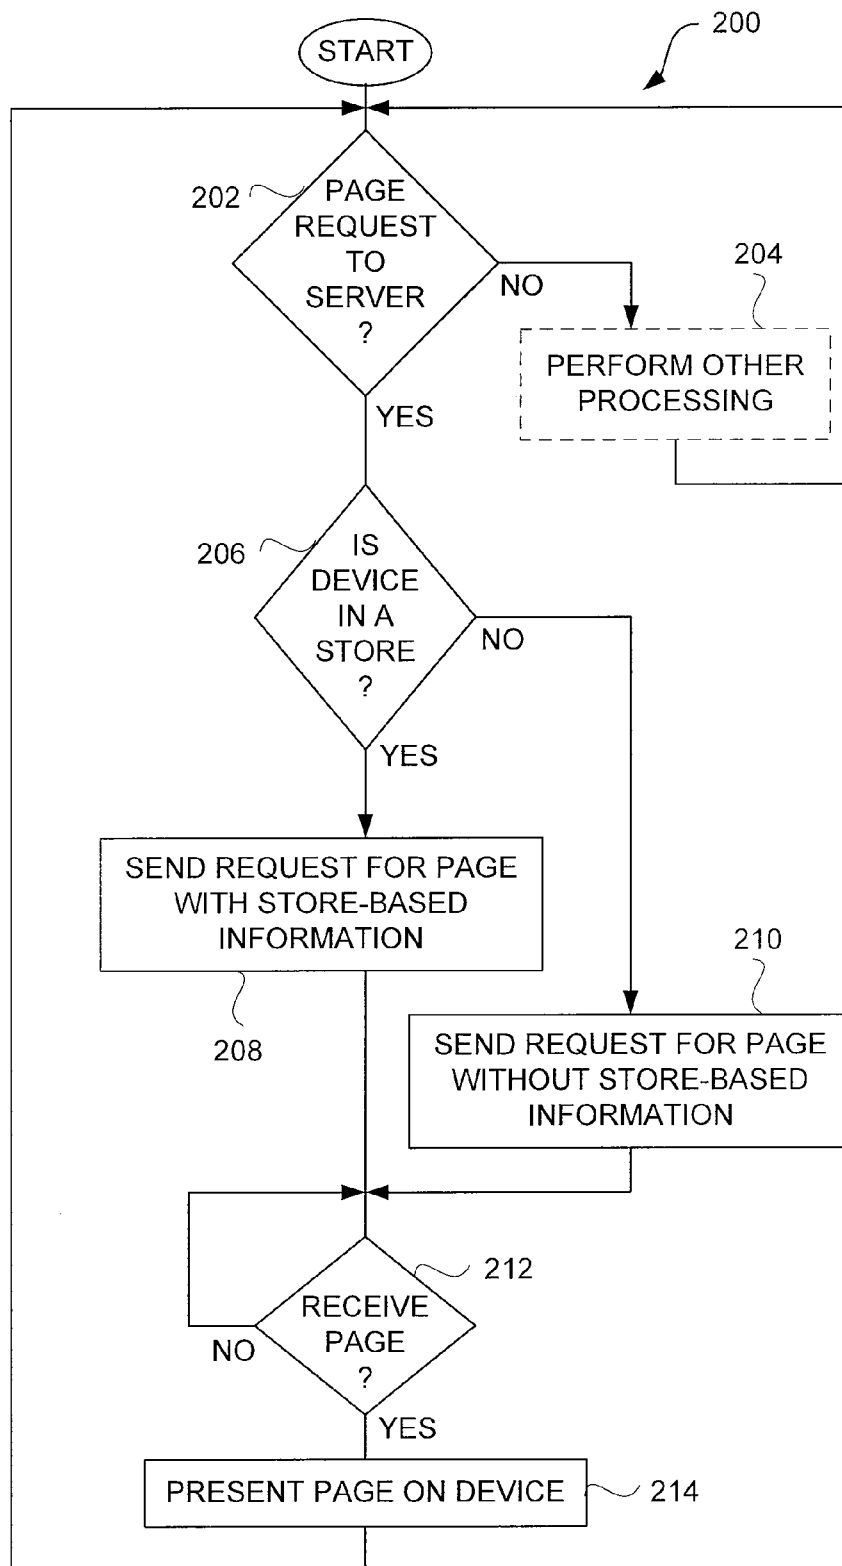 START
200
202
PAGE
REQUEST
TO
SERVER
?
NO
204
PERFORM OTHER
PROCESSING
YES
206
IS
DEVICE
IN A
STORE
?
NO
YES
SEND REQUEST FOR PAGE
WITH STORE-BASED
INFORMATION
208
210
SEND REQUEST FOR PAGE
WITHOUT STORE-BASED
INFORMATION
212
RECEIVE
PAGE
?
NO
YES
PRESENT PAGE ON DEVICE
214